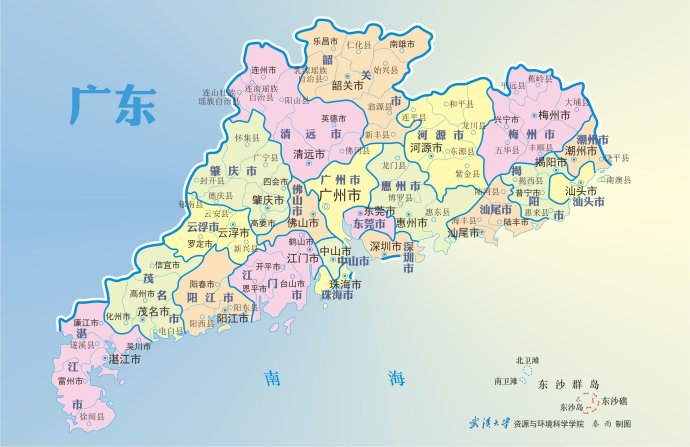 广东
乐昌市
仁化县
南雄市
韶关市
连州市
乳源瑶族
自治县
始兴县
韶关市
连山壮族
瑶族自治县
连南瑶族
自治县
阳山县
翁源县
新丰县
英德市
清远市
清远市
佛冈县
连平县
和平县
龙川县
河源市
河源市
东源县
紫金县
平远县
蕉岭县
大埔县
兴宁市
梅州市
梅州市
五华县
丰顺县
潮州市
潮州市
饶平县
怀集县
广宁县
肇庆市
四会市
封开县
德庆县
肇庆市
高要市
郁南县
云安县
云浮市
云浮市
罗定市
新兴县
广州市
广州市
龙门县
惠州市
博罗县
惠东县
惠州市
佛山市
佛山市
东莞市
东莞市
深圳市
深圳市
揭阳市
揭阳市
揭西县
普宁市
惠来县
汕头市
汕头市
南澳县
陆河县
海丰县
汕尾市
陆丰市
汕尾市
鹤山市
江门市
开平市
恩平市
台山市
江门市
中山市
中山市
珠海市
珠海市
信宜市
高州市
茂名市
化州市
茂名市
电白县
阳春市
阳江市
阳东县
阳西县
阳江市
廉江市
遂溪县
吴川市
湛江市
湛江市
雷州市
徐闻县
南海
北卫滩
南卫滩
东沙群岛
东沙岛
东沙礁
武汉大学 资源与环境科学学院 秦雨 制图